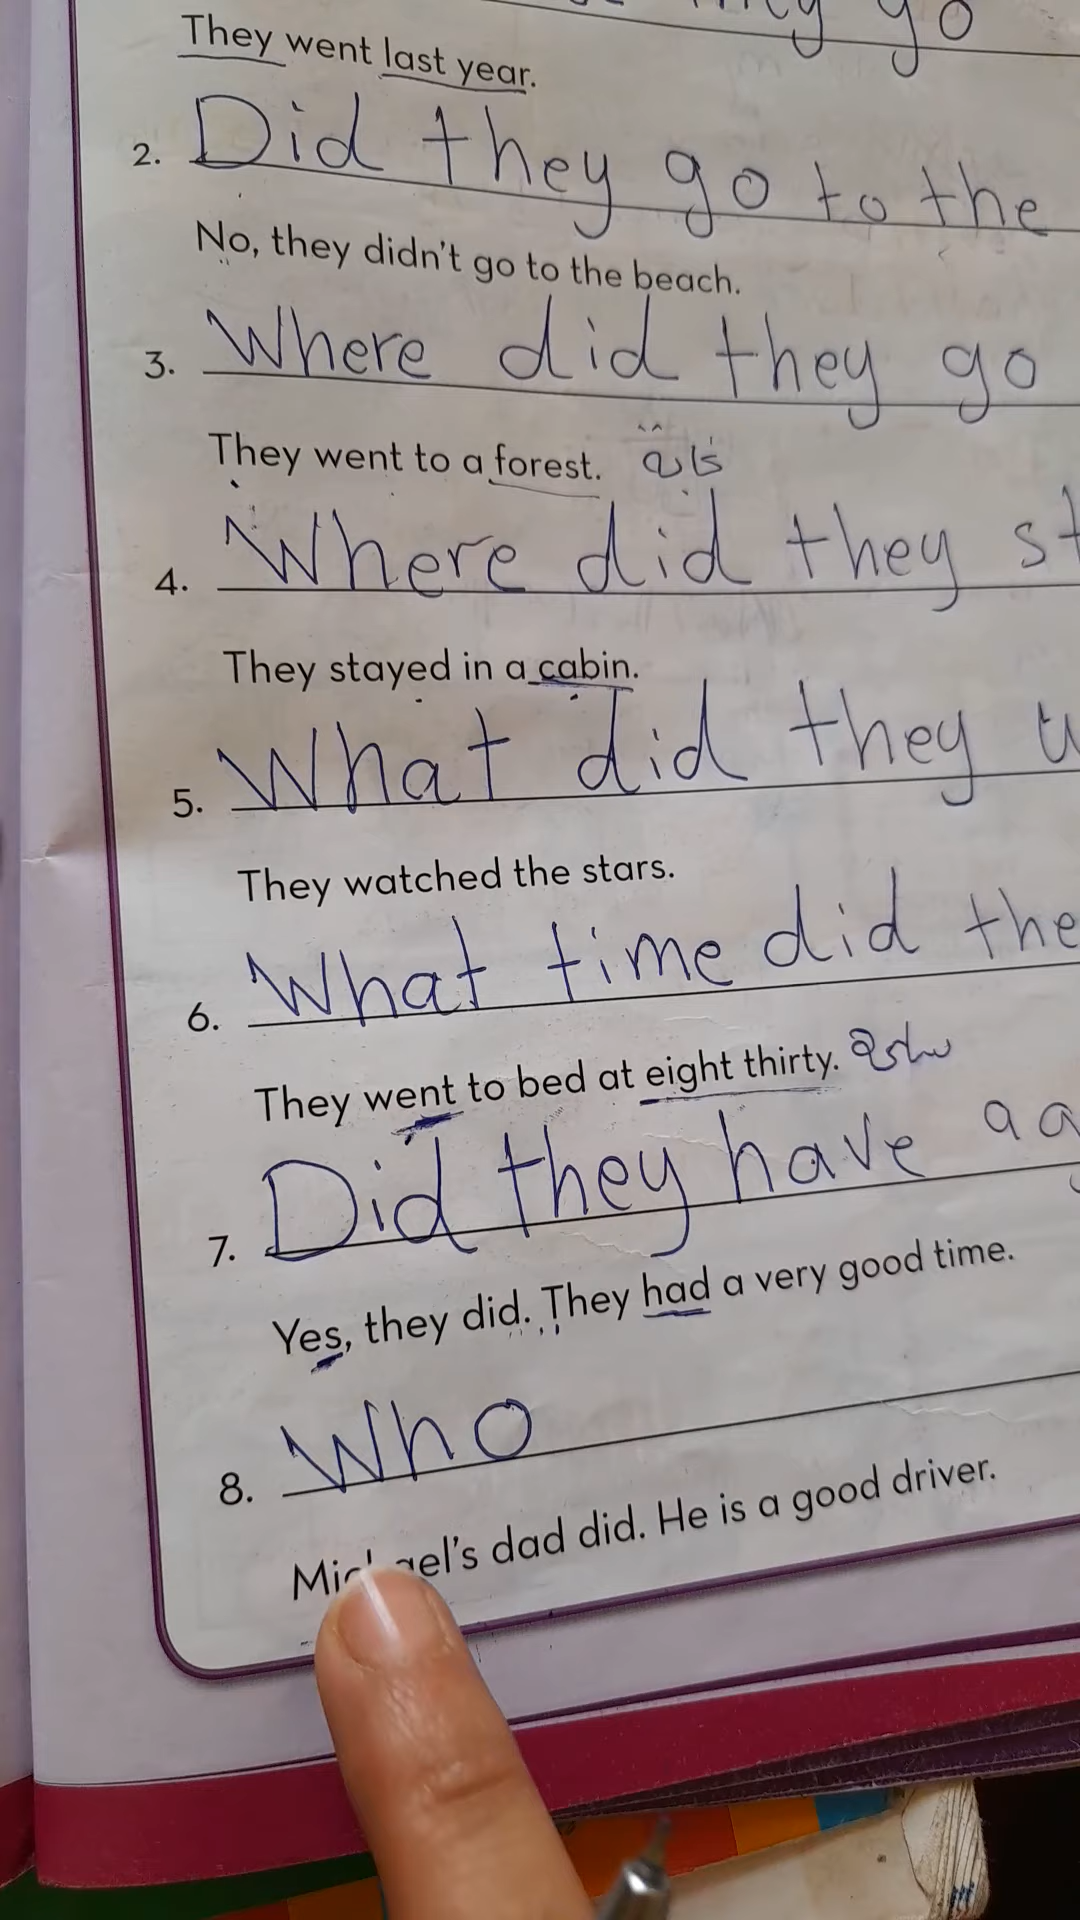 go
They went last year.
2. Did they go to the
No, they didn't go to the beach.
3. Where did they go
They went to a forest.
4. Where did they st
They stayed in a cabin.
5. What did they
They watched the stars.
6. What time did the
They went to bed at eight thirty.
7. Did they have a g
Yes, they did. They had a very good time.
8. Who
dad did. He is a good driver.